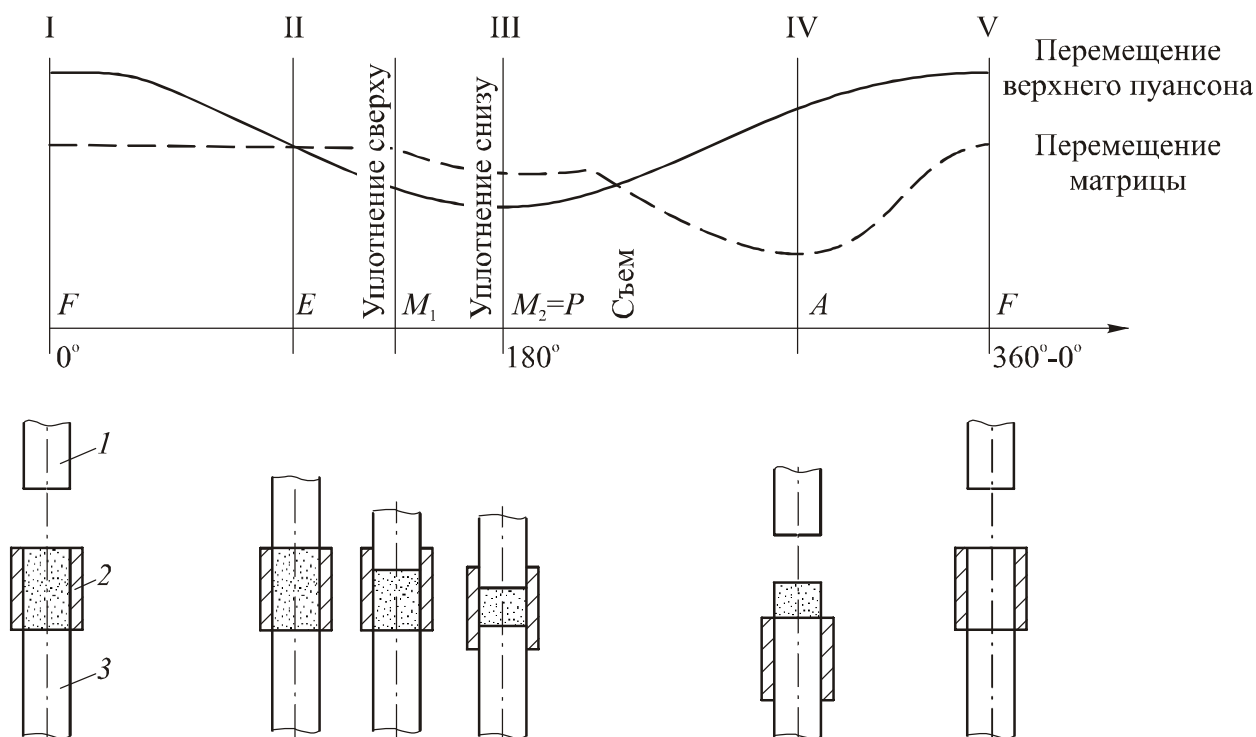 I
II
III
IV
V
Перемещение
верхнего пуансона
Перемещение
матрицы
Уплотнение сверху
Уплотнение снизу
Съем
F
E
M₁
M₂=P
A
F
0°
180°
360°-0°
1
2
3